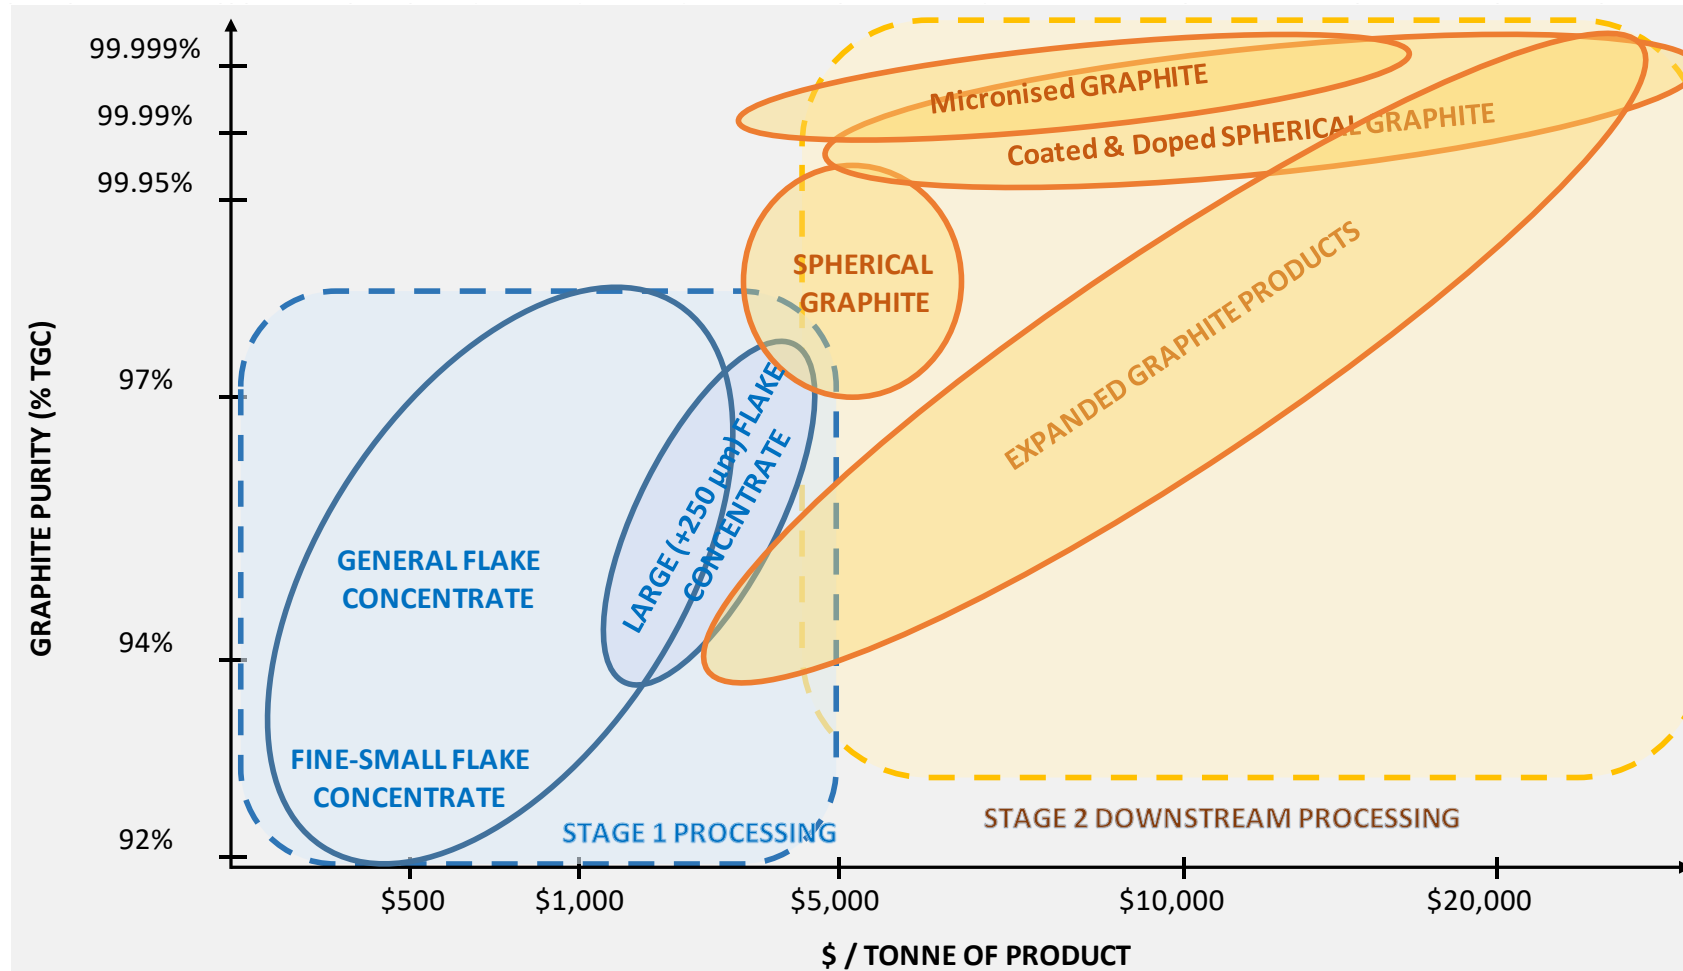 99.999%
99.99%
99.95%
97%
94%
92%
GRAPHITE PURITY (% TGC)
Micronised GRAPHITE
Coated & Doped SPHERICAL GRAPHITE
SPHERICAL
GRAPHITE
EXPANDED GRAPHITE PRODUCTS
LARGE (+250 µm) FLAKE
CONCENTRATE
GENERAL FLAKE
CONCENTRATE
FINE-SMALL FLAKE
CONCENTRATE
STAGE 1 PROCESSING
STAGE 2 DOWNSTREAM PROCESSING
$500
$1,000
$5,000
$10,000
$20,000
$ / TONNE OF PRODUCT